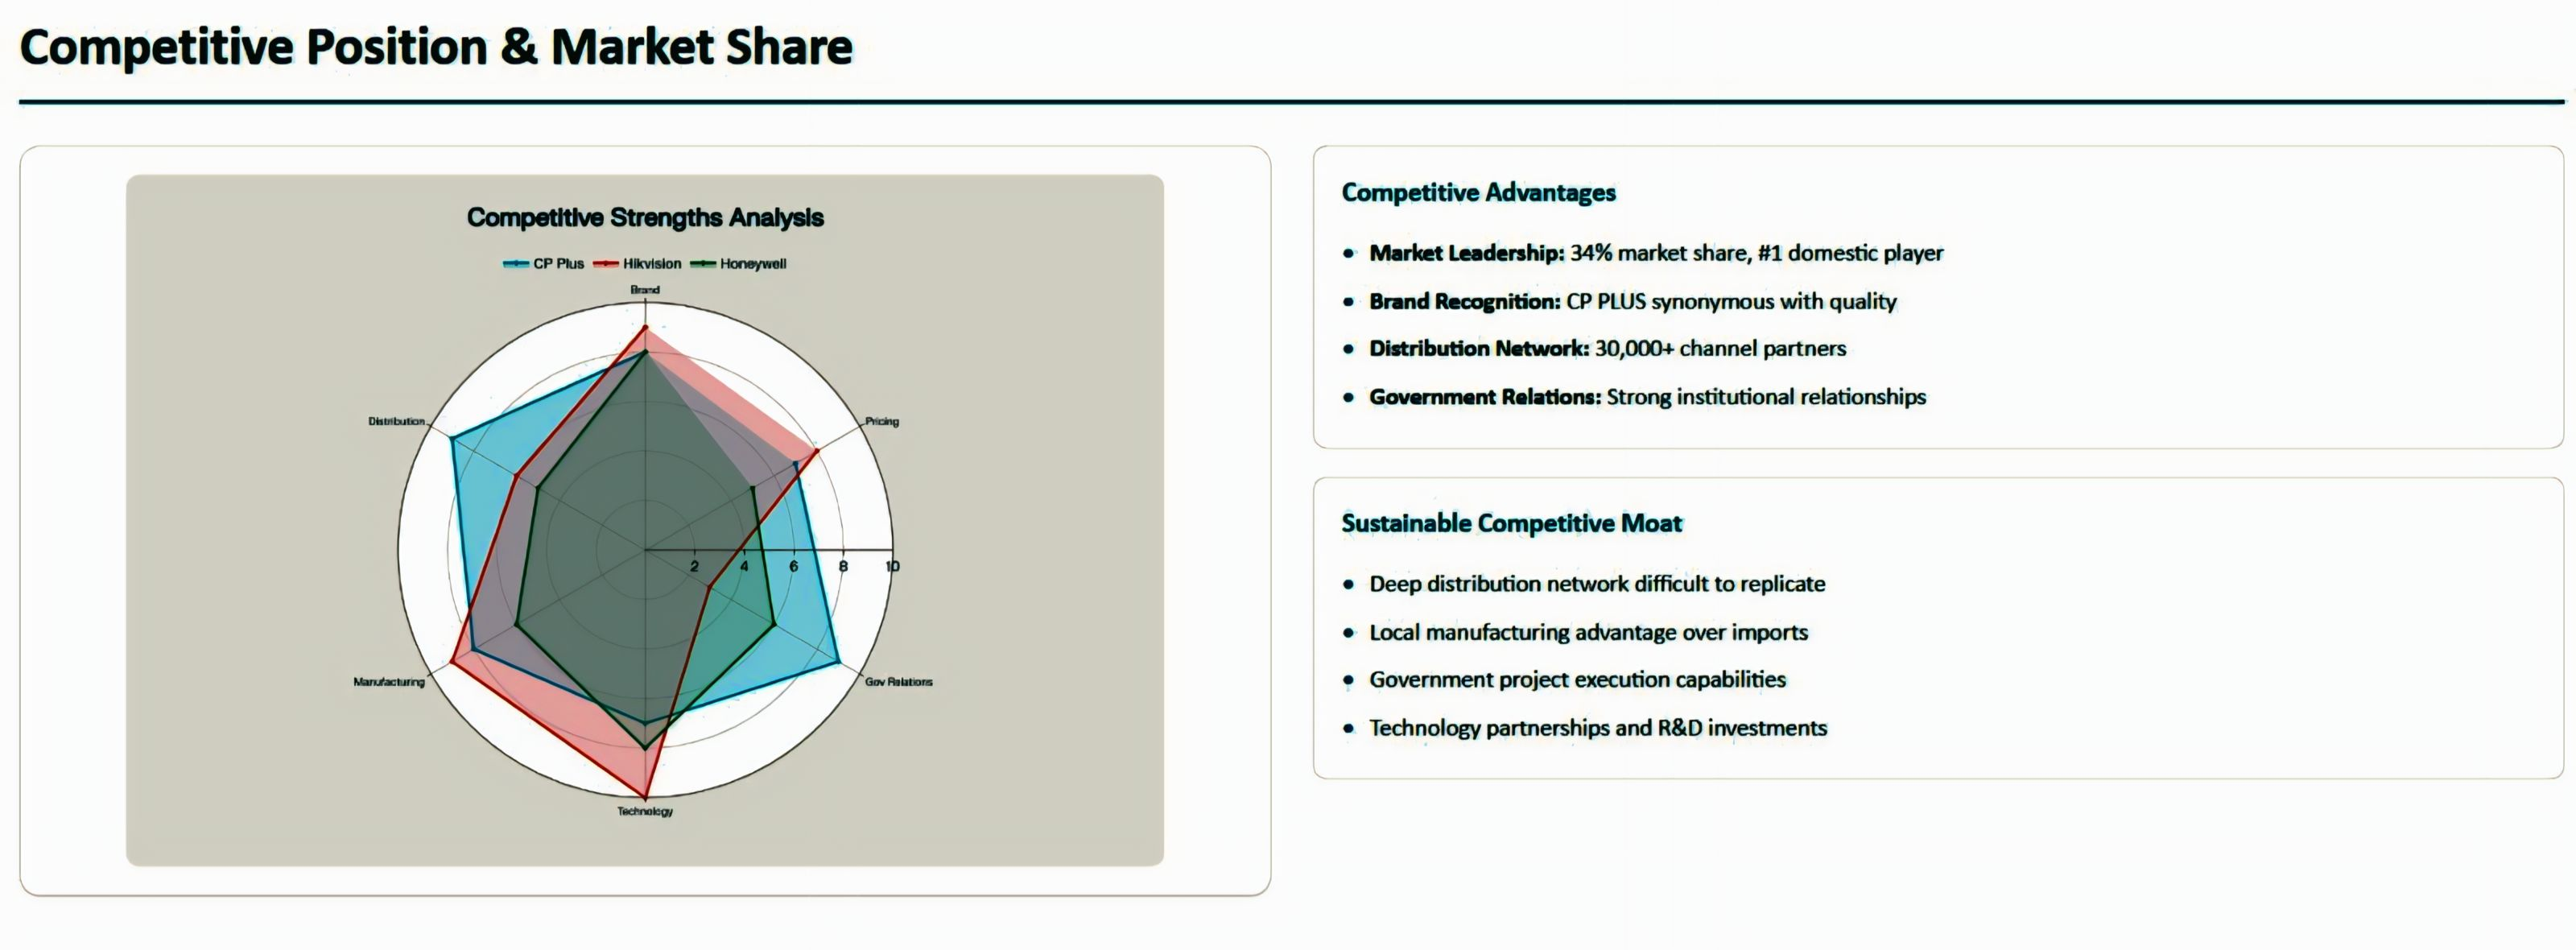 Competitive Position & Market Share
Competitive Strengths Analysis
CP Plus Hikvision Honeywell
Brand
Distribution
Pricing
2 4 6 8 10
Manufacturing
Gov Relations
Technology
Competitive Advantages
• Market Leadership: 34% market share, #1 domestic player
• Brand Recognition: CP PLUS synonymous with quality
• Distribution Network: 30,000+ channel partners
• Government Relations: Strong institutional relationships
Sustainable Competitive Moat
• Deep distribution network difficult to replicate
• Local manufacturing advantage over imports
• Government project execution capabilities
• Technology partnerships and R&D investments